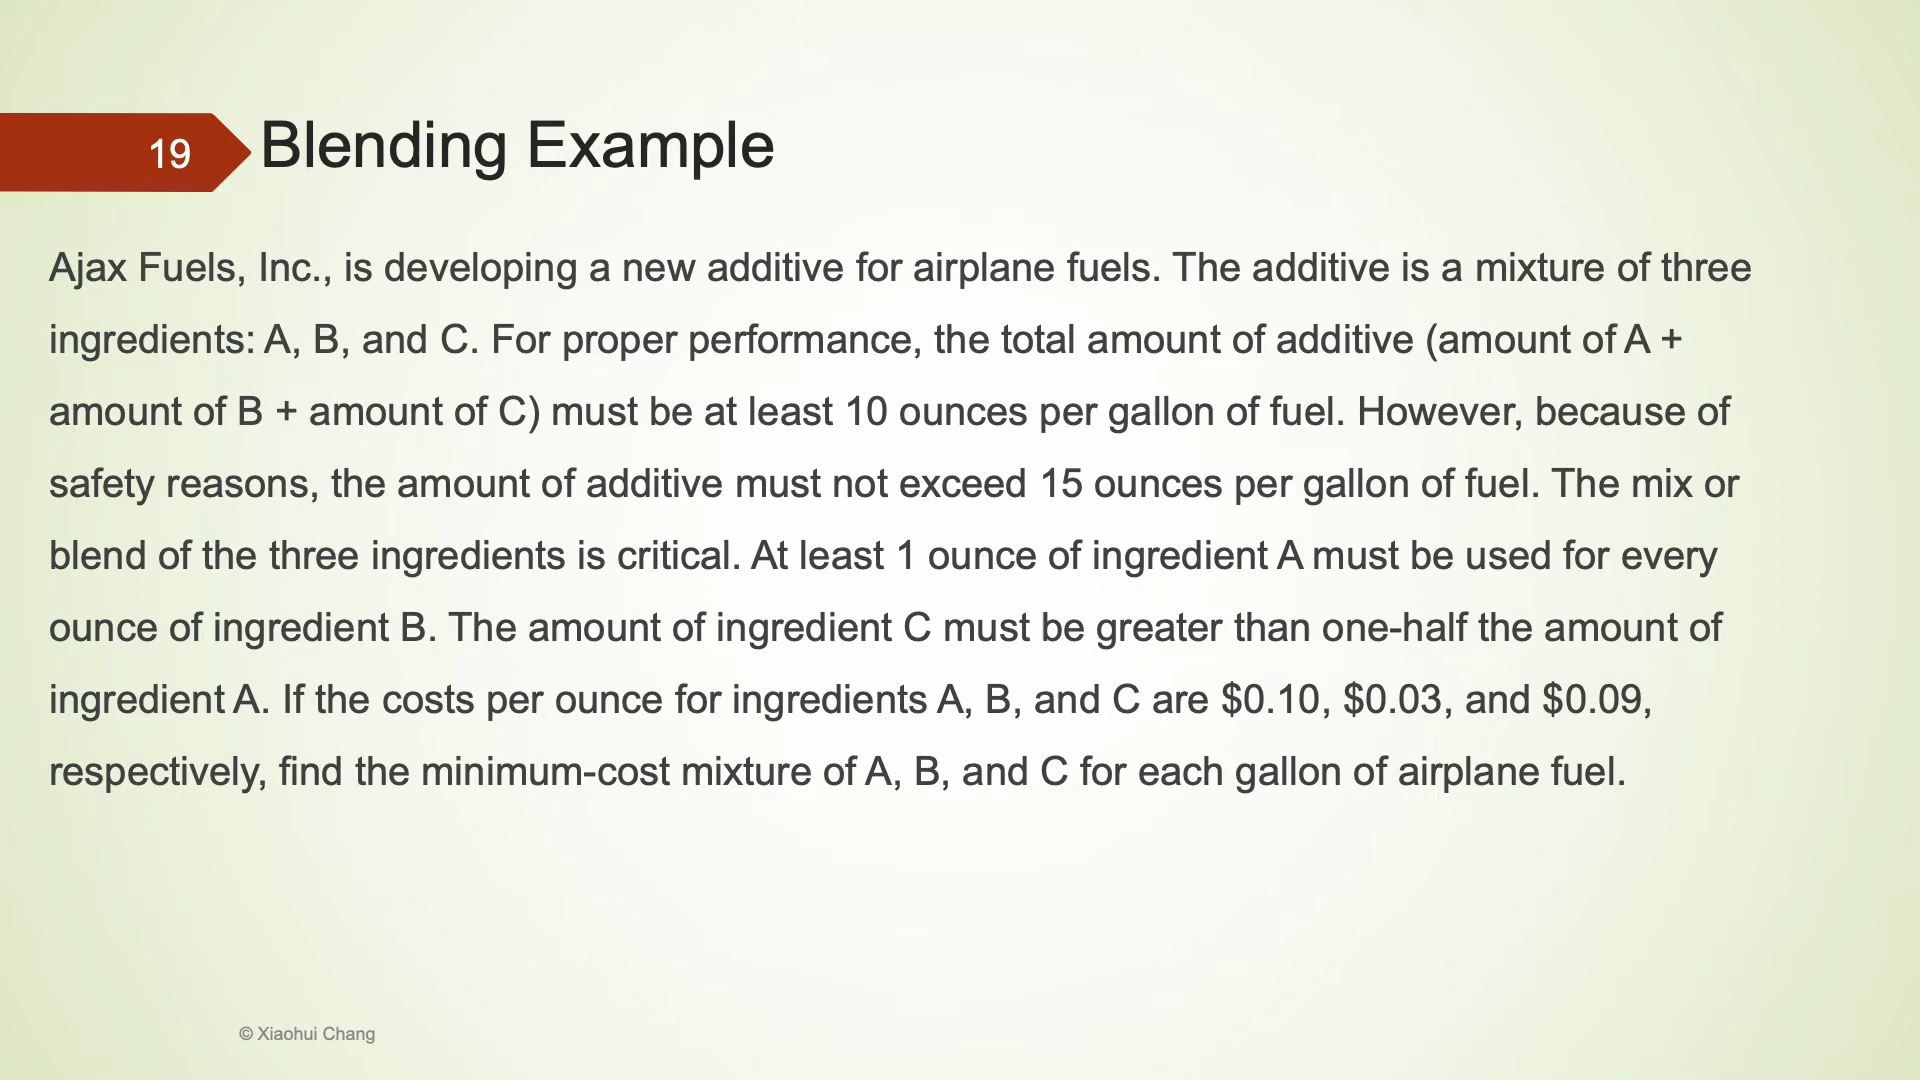 19
Blending Example
Ajax Fuels, Inc., is developing a new additive for airplane fuels. The additive is a mixture of three
ingredients: A, B, and C. For proper performance, the total amount of additive (amount of A +
amount of B + amount of C) must be at least 10 ounces per gallon of fuel. However, because of
safety reasons, the amount of additive must not exceed 15 ounces per gallon of fuel. The mix or
blend of the three ingredients is critical. At least 1 ounce of ingredient A must be used for every
ounce of ingredient B. The amount of ingredient C must be greater than one-half the amount of
ingredient A. If the costs per ounce for ingredients A, B, and C are $0.10, $0.03, and $0.09,
respectively, find the minimum-cost mixture of A, B, and C for each gallon of airplane fuel.
© Xiaohui Chang